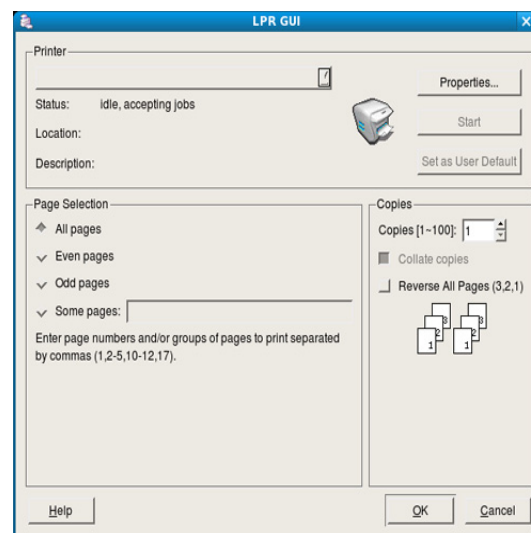 LPR GUI
Printer
Properties...
Status: idle, accepting jobs
Start
Location:
Description:
Set as User Default
Page Selection
All pages
Even pages
Odd pages
Some pages:
Enter page numbers and/or groups of pages to print separated
by commas (1,2-5,10-12,17).
Copies
Copies [1~100]: 1
Collate copies
Reverse All Pages (3,2,1)
3 3
2 2
1 1
Help
OK
Cancel